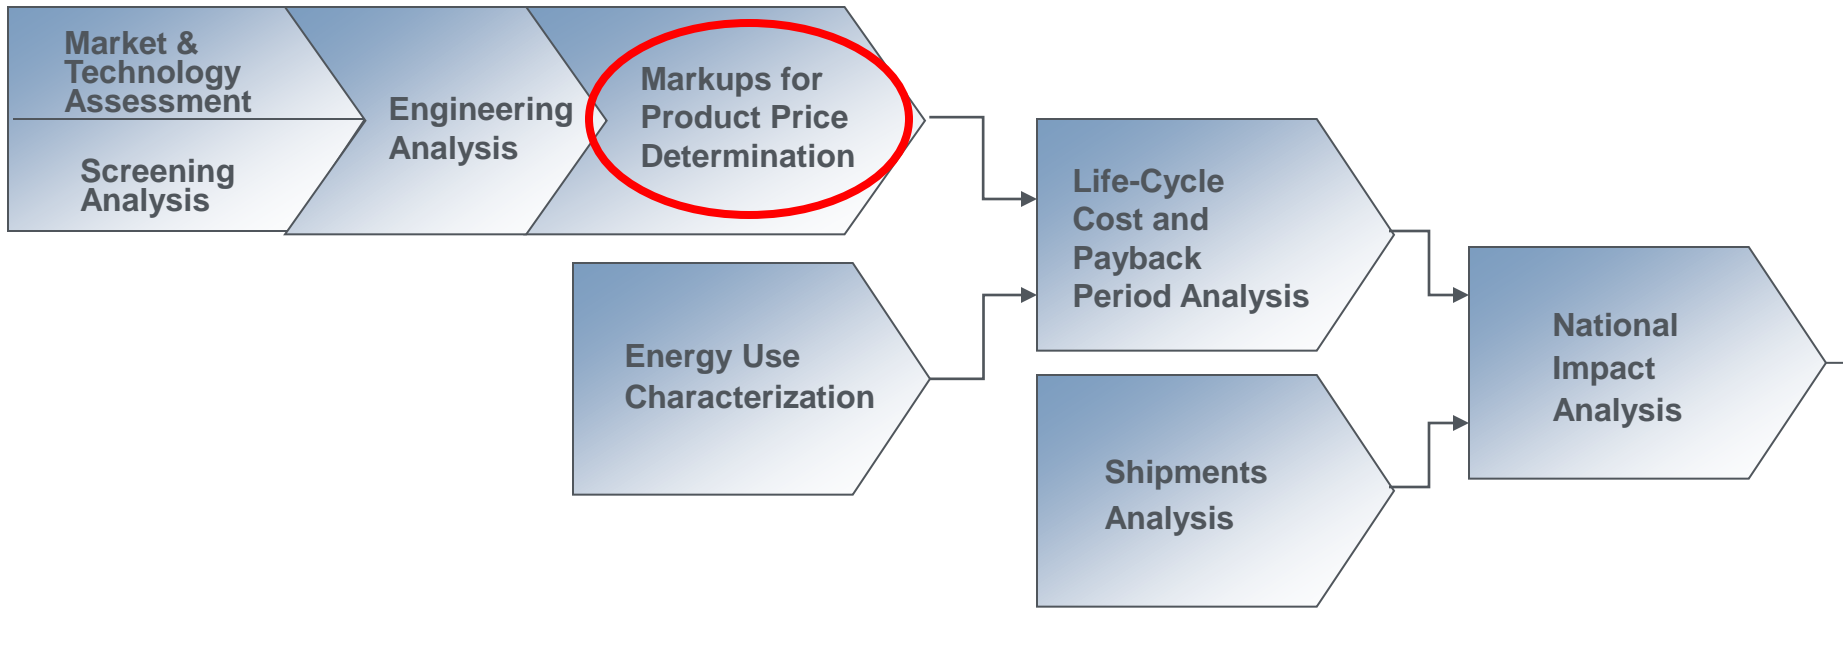 Market &
Technology
Assessment
Screening
Analysis
Engineering
Analysis
Markups for
Product Price
Determination
Energy Use
Characterization
Life-Cycle
Cost and
Payback
Period Analysis
Shipments
Analysis
National
Impact
Analysis